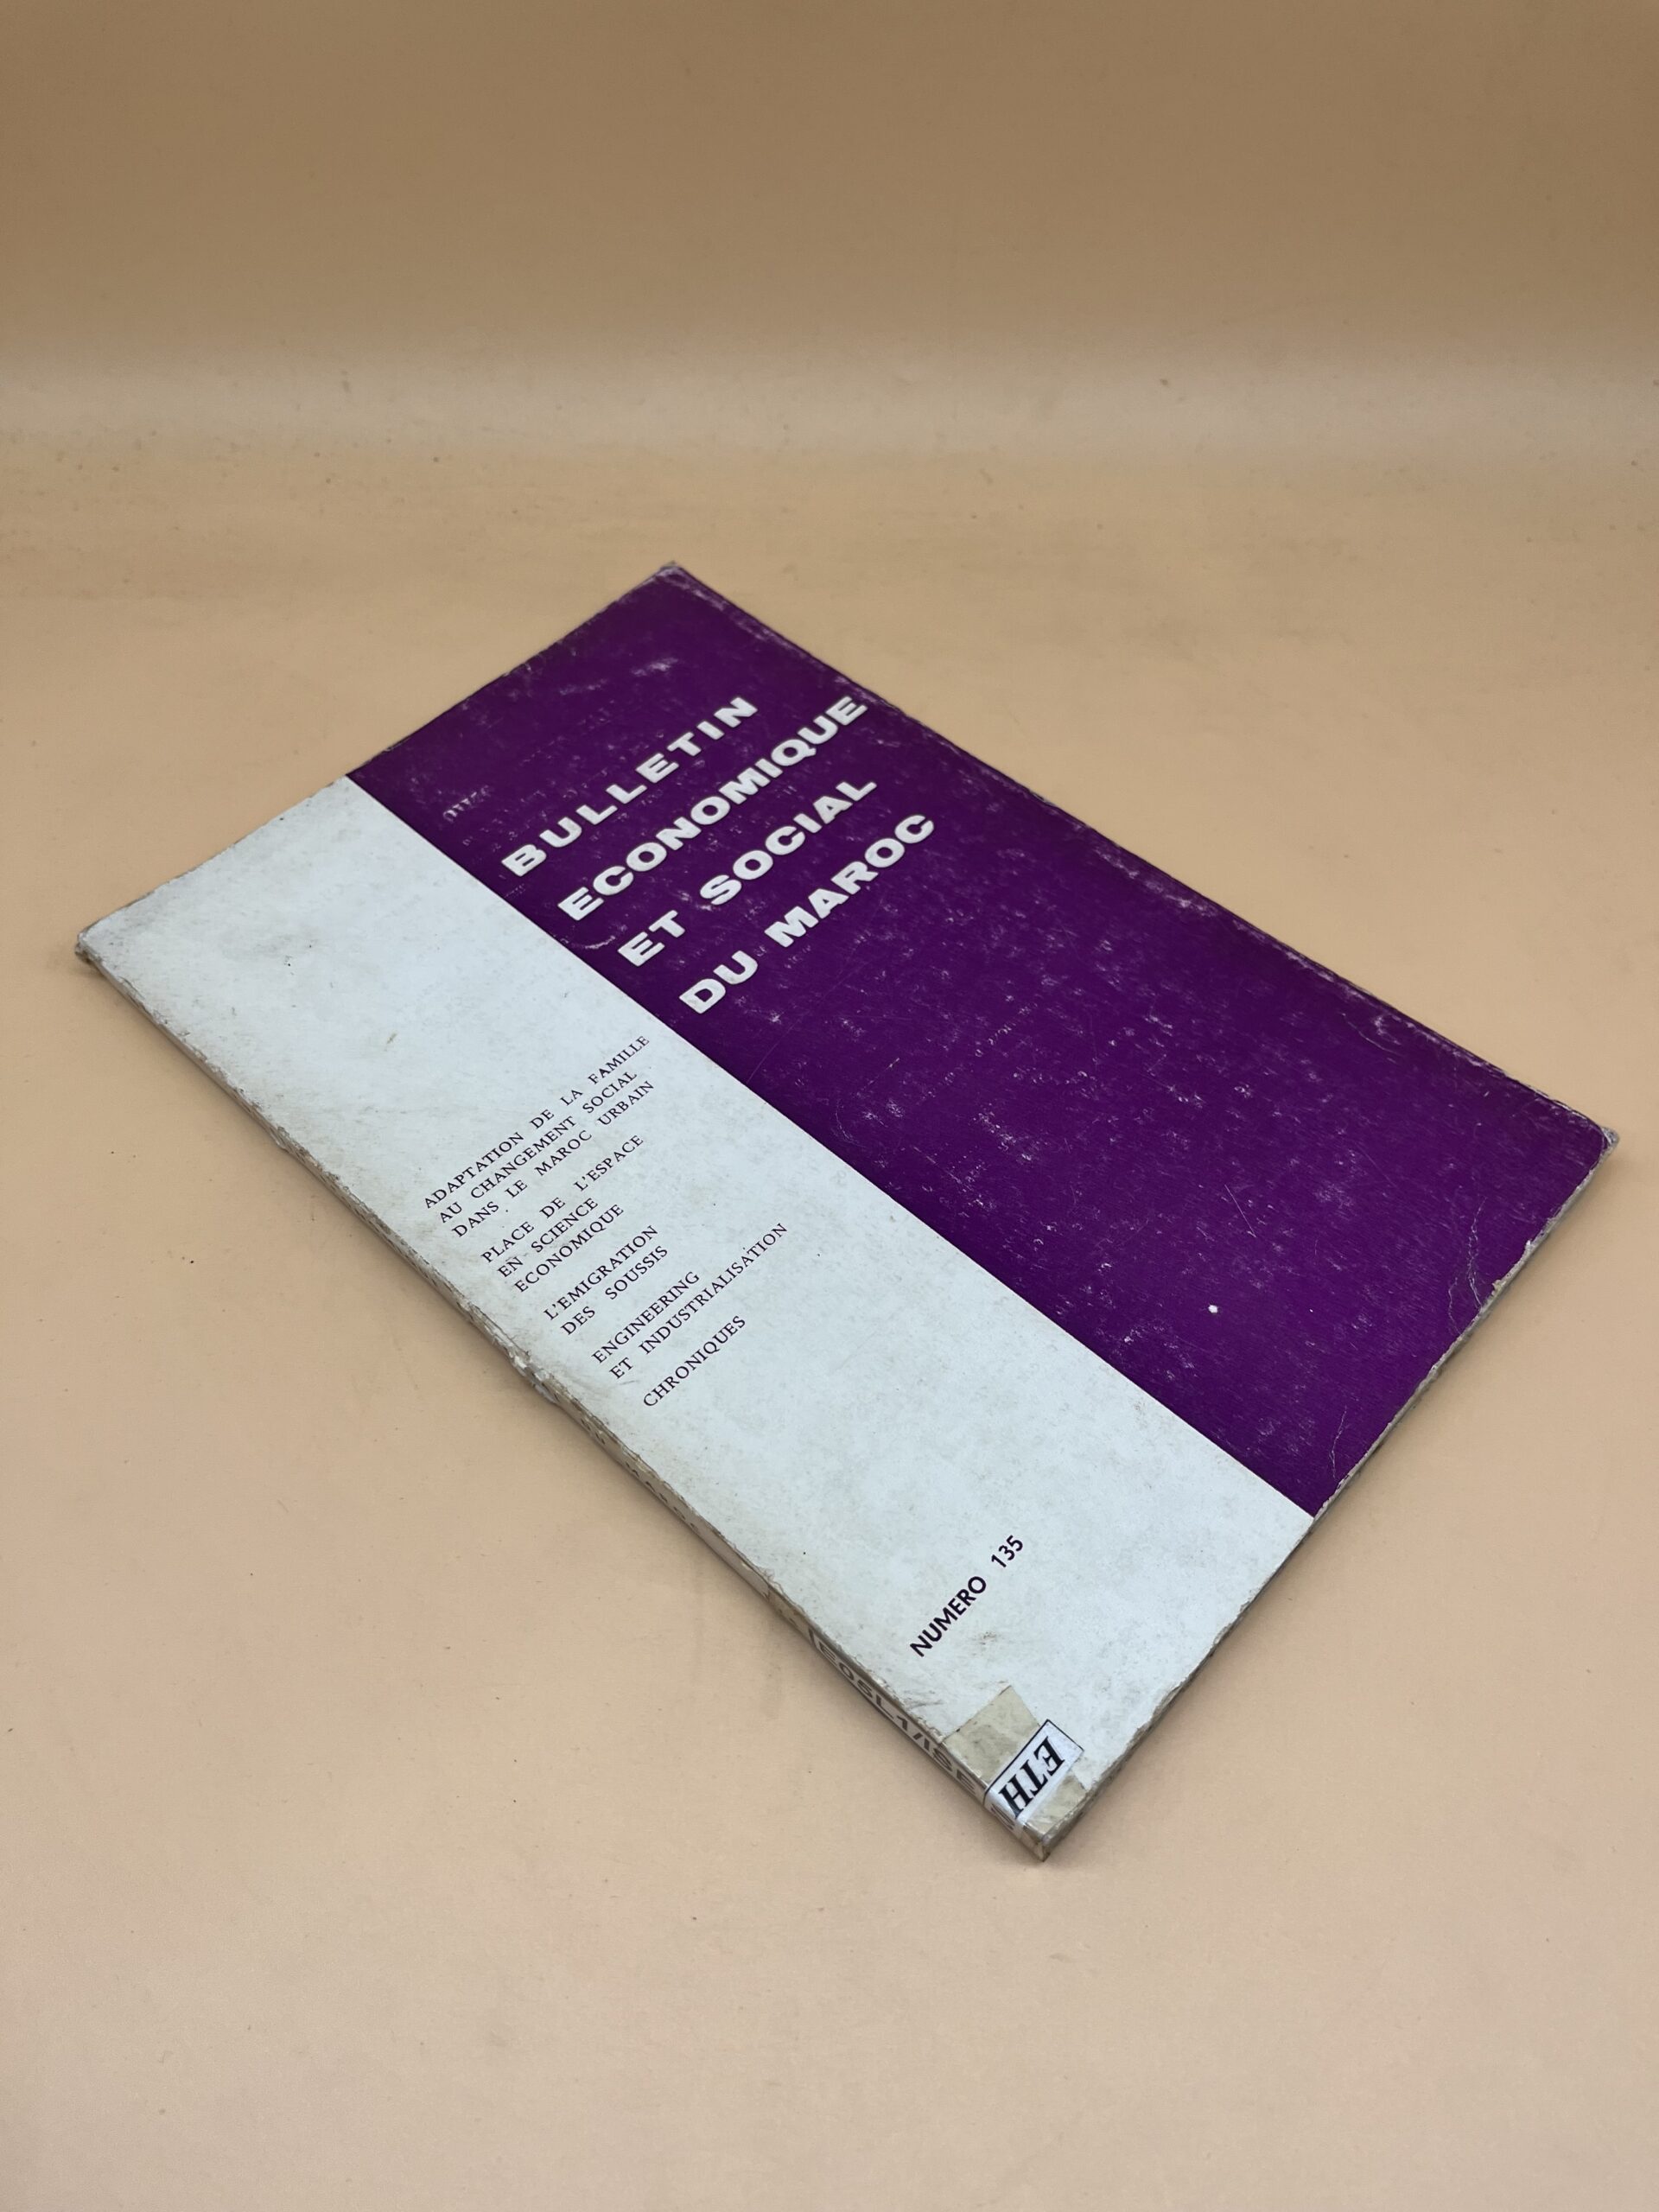 BULLETIN
ECONOMIQUE
ET SOCIAL
DU MAROC
ADAPTATION DE LA FAMILLE
AU CHANGEMENT SOCIAL
DANS LE MAROC URBAIN
PLACE DE L'ESPACE
EN SCIENCE
ECONOMIQUE
L'EMIGRATION
DES SOUSSIS
ENGINEERING
ET INDUSTRIALISATION
CHRONIQUES
NUMERO 135
ETH